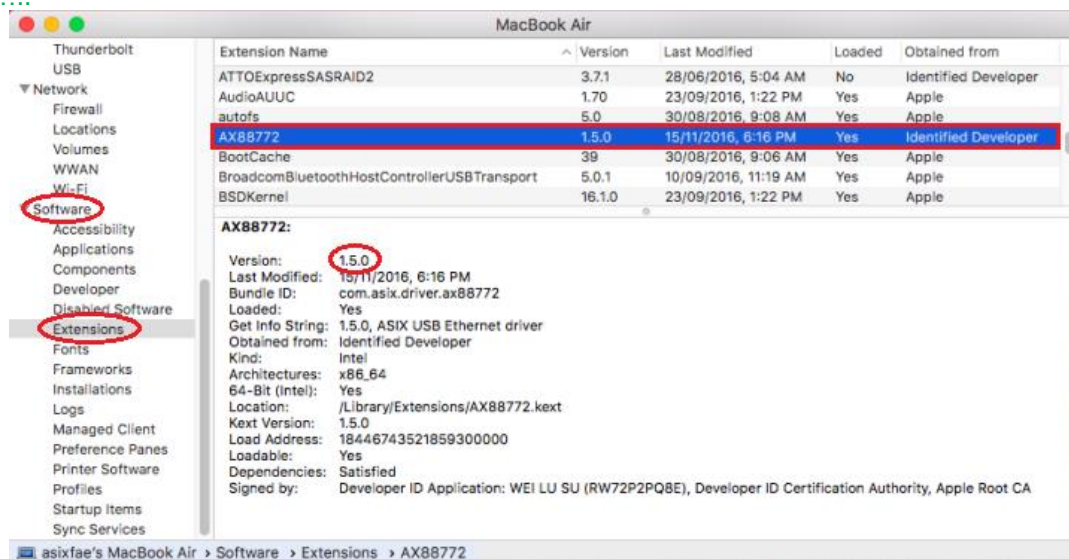 MacBook Air
Thunderbolt
USB
Network
Firewall
Locations
Volumes
WWAN
Wi-Fi
Software
Accessibility
Applications
Components
Developer
Disabled Software
Extensions
Fonts
Frameworks
Installations
Logs
Managed Client
Preference Panes
Printer Software
Profiles
Startup Items
Sync Services
Extension Name Version Last Modified Loaded Obtained from
ATTOExpressSASRAID2 3.7.1 28/06/2016, 5:04 AM No Identified Developer
AudioAUUC 1.70 23/09/2016, 1:22 PM Yes Apple
autofs 5.0 30/08/2016, 9:08 AM Yes Apple
AX88772 1.5.0 15/11/2016, 6:16 PM Yes Identified Developer
BootCache 39 30/08/2016, 9:06 AM Yes Apple
BroadcomBluetoothHostControllerUSBTransport 5.0.1 10/09/2016, 11:19 AM Yes Apple
BSDKernel 16.1.0 23/09/2016, 1:22 PM Yes Apple
AX88772:
Version: 1.5.0
Last Modified: 15/11/2016, 6:16 PM
Bundle ID: com.asix.driver.ax88772
Loaded: Yes
Get Info String: 1.5.0, ASIX USB Ethernet driver
Obtained from: Identified Developer
Kind: Intel
Architectures: x86_64
64-Bit (Intel): Yes
Location: /Library/Extensions/AX88772.kext
Kext Version: 1.5.0
Load Address: 18446743521859300000
Loadable: Yes
Dependencies: Satisfied
Signed by: Developer ID Application: WEI LU SU (RW72P2PQ8E), Developer ID Certification Authority, Apple Root CA
asixfae's MacBook Air › Software › Extensions › AX88772